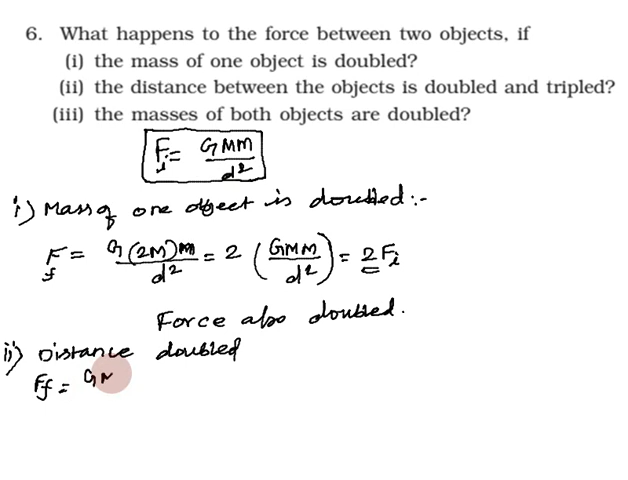 6. What happens to the force between two objects, if
(i) the mass of one object is doubled?
(ii) the distance between the objects is doubled and tripled?
(iii) the masses of both objects are doubled?
Fi = GMm/d²
i) Mass of one object is doubled:-
Ff = G(2M)m/d² = 2 (GMm/d²) = 2Fi
Force also doubled.
ii) Distance doubled
Ff = GM